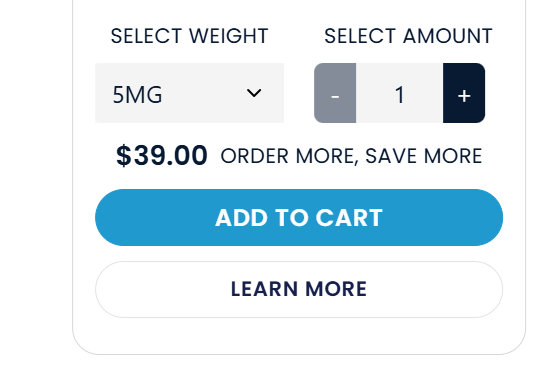 SELECT WEIGHT SELECT AMOUNT
5MG - 1 +
$39.00 ORDER MORE, SAVE MORE
ADD TO CART
LEARN MORE